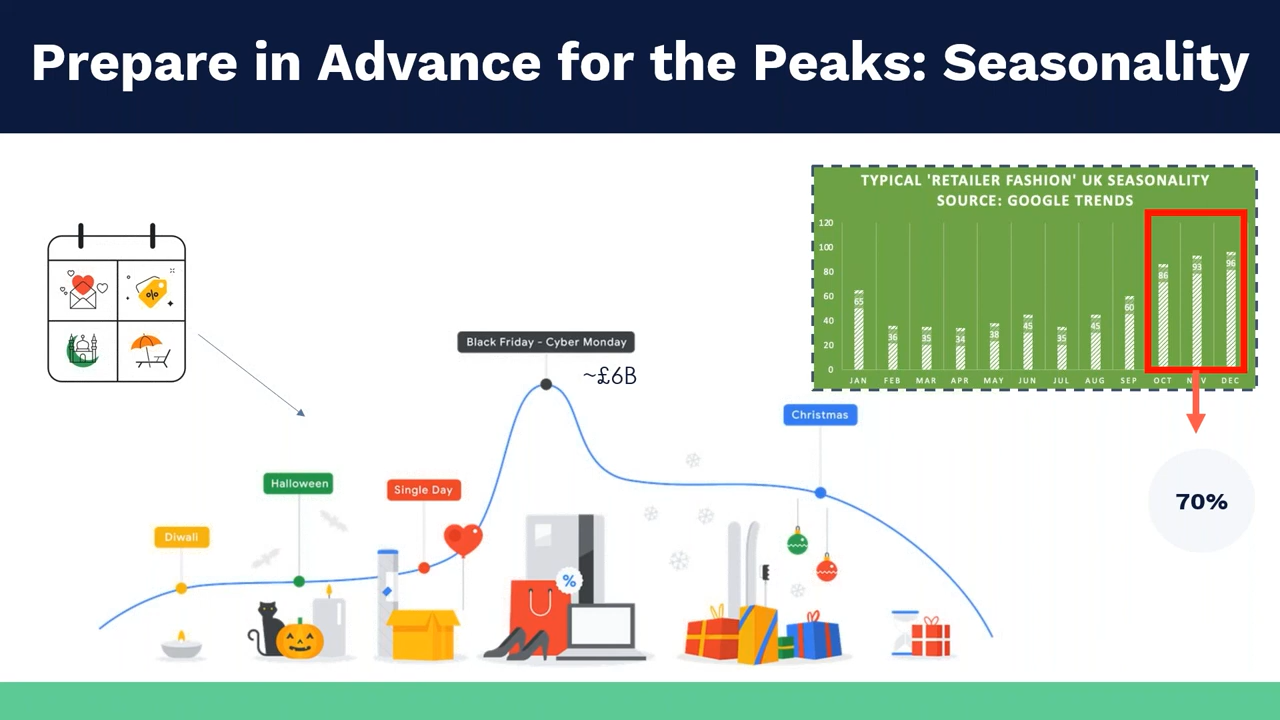 Prepare in Advance for the Peaks: Seasonality
TYPICAL 'RETAILER FASHION' UK SEASONALITY
SOURCE: GOOGLE TRENDS
120
100
80
60
40
20
0
65
36
35
34
38
45
35
45
60
86
93
96
JAN FEB MAR APR MAY JUN JUL AUG SEP OCT NOV DEC
70%
%
Black Friday - Cyber Monday
~£6B
Christmas
Halloween
Single Day
Diwali
%